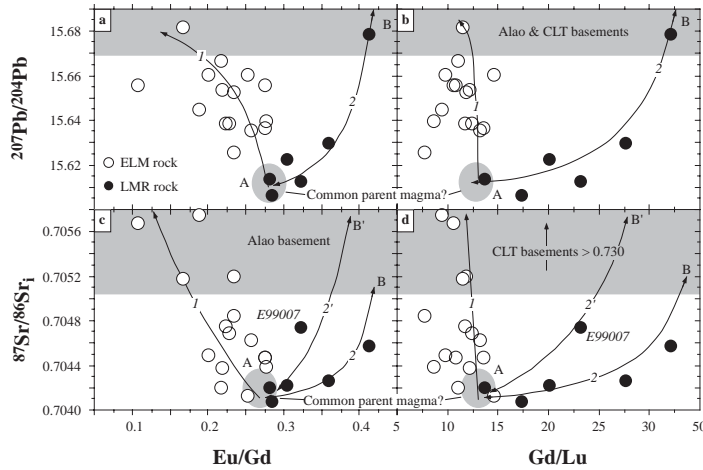 a
b
15.68
15.66
15.64
15.62
207Pb/204Pb
A
B
1
2
ELM rock
LMR rock
A
Common parent magma?
Alao & CLT basements
B
1
2
A
c
d
0.7056
0.7052
0.7048
0.7044
0.7040
87Sr/86Sri
Alao basement
B'
B
1
2'
2
E99007
A
Common parent magma?
CLT basements > 0.730
B'
B
1
2'
2
E99007
A
0.1
0.2
0.3
0.4
5
10
15
20
25
30
Eu/Gd
Gd/Lu